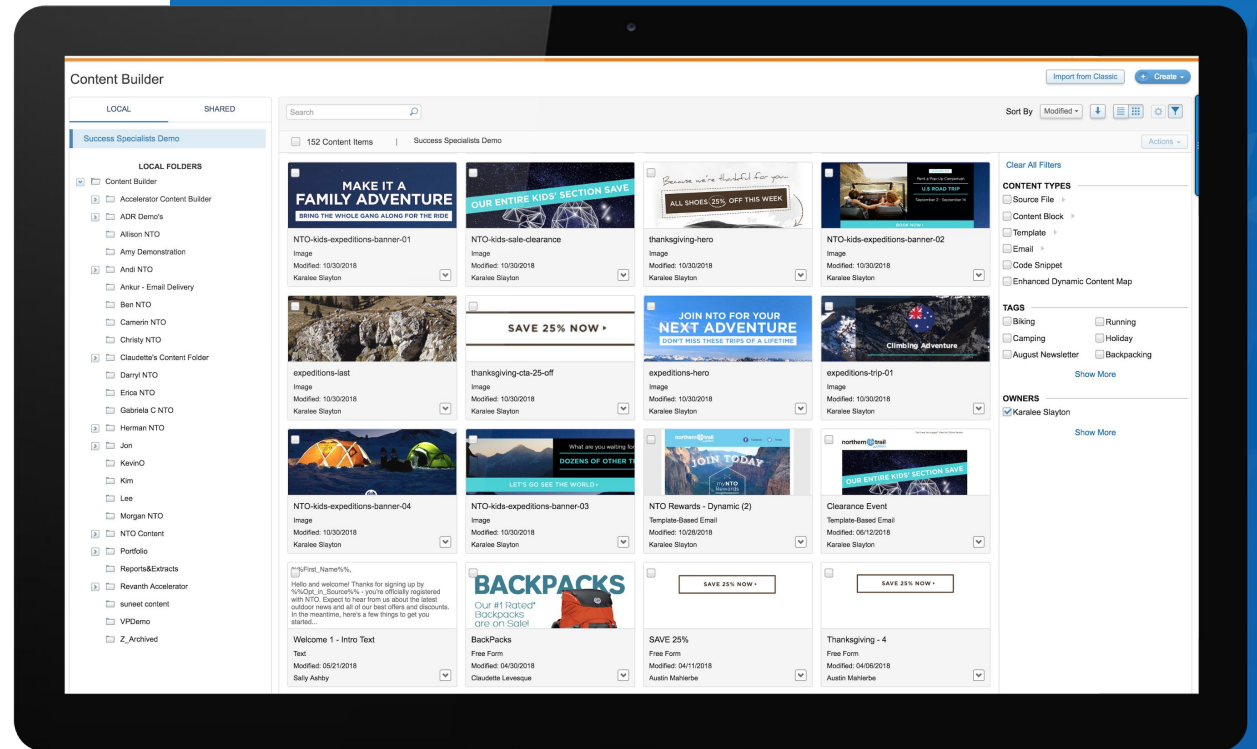 Content Builder
Import from Classic
+ Create
LOCAL
SHARED
Success Specialists Demo
LOCAL FOLDERS
Content Builder
Accelerator Content Builder
ADR Demo's
Allison NTO
Amy Demonstration
Andi NTO
Ankur - Email Delivery
Ben NTO
Camerin NTO
Christy NTO
Claudette's Content Folder
Darryl NTO
Erica NTO
Gabriela C NTO
Herman NTO
Jon
KevinO
Kim
Lee
Morgan NTO
NTO Content
Portfolio
Reports&Extracts
Revanth Accelerator
suneet content
VPDemo
Z_Archived
Search
Sort By
Modified
152 Content Items | Success Specialists Demo
Actions
MAKE IT A
FAMILY ADVENTURE
BRING THE WHOLE GANG ALONG FOR THE RIDE
NTO-kids-expeditions-banner-01
Image
Modified: 10/30/2018
Karalee Slayton
OUR ENTIRE KIDS' SECTION SAVE
NTO-kids-sale-clearance
Image
Modified: 10/30/2018
Karalee Slayton
Because we're thankful for you
ALL SHOES 25% OFF THIS WEEK
thanksgiving-hero
Image
Modified: 10/30/2018
Karalee Slayton
Rent a Pop-Up Campervan
U.S ROAD TRIP
September 2 - September 14
BOOK NOW
NTO-kids-expeditions-banner-02
Image
Modified: 10/30/2018
Karalee Slayton
expeditions-last
Image
Modified: 10/30/2018
Karalee Slayton
SAVE 25% NOW
thanksgiving-cta-25-off
Image
Modified: 10/30/2018
Karalee Slayton
JOIN NTO FOR YOUR
NEXT ADVENTURE
DON'T MISS THESE TRIPS OF A LIFETIME
expeditions-hero
Image
Modified: 10/30/2018
Karalee Slayton
Climbing Adventure
expeditions-trip-01
Image
Modified: 10/30/2018
Karalee Slayton
NTO-kids-expeditions-banner-04
Image
Modified: 10/30/2018
Karalee Slayton
What are you waiting for
DOZENS OF OTHER
LET'S GO SEE THE WORLD
NTO-kids-expeditions-banner-03
Image
Modified: 10/30/2018
Karalee Slayton
northern trail
JOIN TODAY
myNTO
Rewards
NTO Rewards - Dynamic (2)
Template-Based Email
Modified: 10/28/2018
Karalee Slayton
northern trail
OUR ENTIRE KIDS' SECTION SAVE
Clearance Event
Template-Based Email
Modified: 06/12/2018
Karalee Slayton
%%First_Name%%,
Hello and welcome! Thanks for signing up by
%%Opt_in_Source%% - you're officially registered
with NTO. Expect to hear from us about the latest
outdoor news and all of our best offers and discounts.
In the meantime, here's a few things to get you
started...
Welcome 1 - Intro Text
Text
Modified: 05/21/2018
Sally Ashby
BACKPACKS
Our #1 Rated*
Backpacks
are on Sale!
BackPacks
Free Form
Modified: 04/30/2018
Claudette Levesque
SAVE 25% NOW
SAVE 25%
Free Form
Modified: 04/11/2018
Austin Mahlerbe
SAVE 25% NOW
Thanksgiving - 4
Free Form
Modified: 04/06/2018
Austin Mahlerbe
Clear All Filters
CONTENT TYPES
Source File
Content Block
Template
Email
Code Snippet
Enhanced Dynamic Content Map
TAGS
Biking
Running
Camping
Holiday
August Newsletter
Backpacking
Show More
OWNERS
Karalee Slayton
Show More